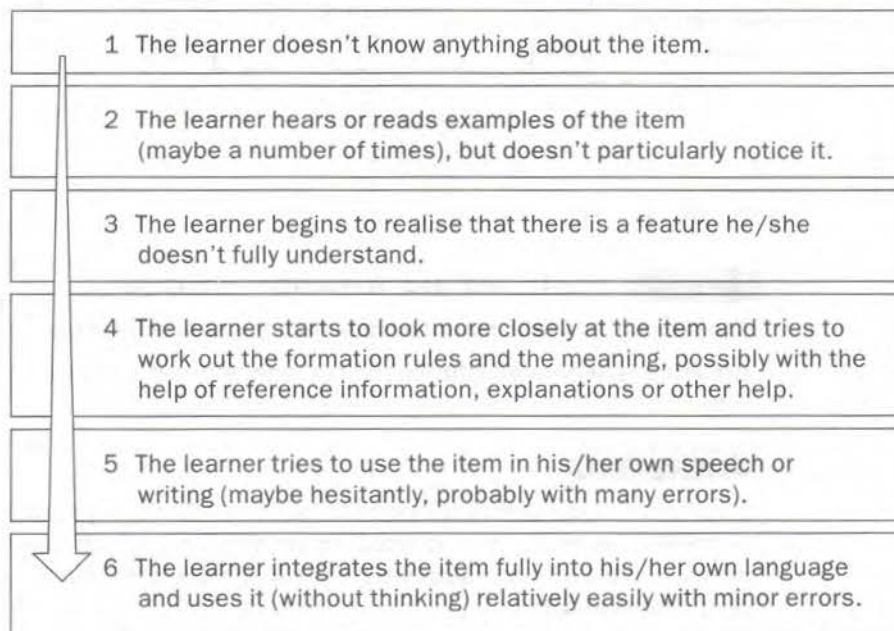 1 The learner doesn't know anything about the item.
2 The learner hears or reads examples of the item
(maybe a number of times), but doesn't particularly notice it.
3 The learner begins to realise that there is a feature he/she
doesn't fully understand.
4 The learner starts to look more closely at the item and tries to
work out the formation rules and the meaning, possibly with the
help of reference information, explanations or other help.
5 The learner tries to use the item in his/her own speech or
writing (maybe hesitantly, probably with many errors).
6 The learner integrates the item fully into his/her own language
and uses it (without thinking) relatively easily with minor errors.